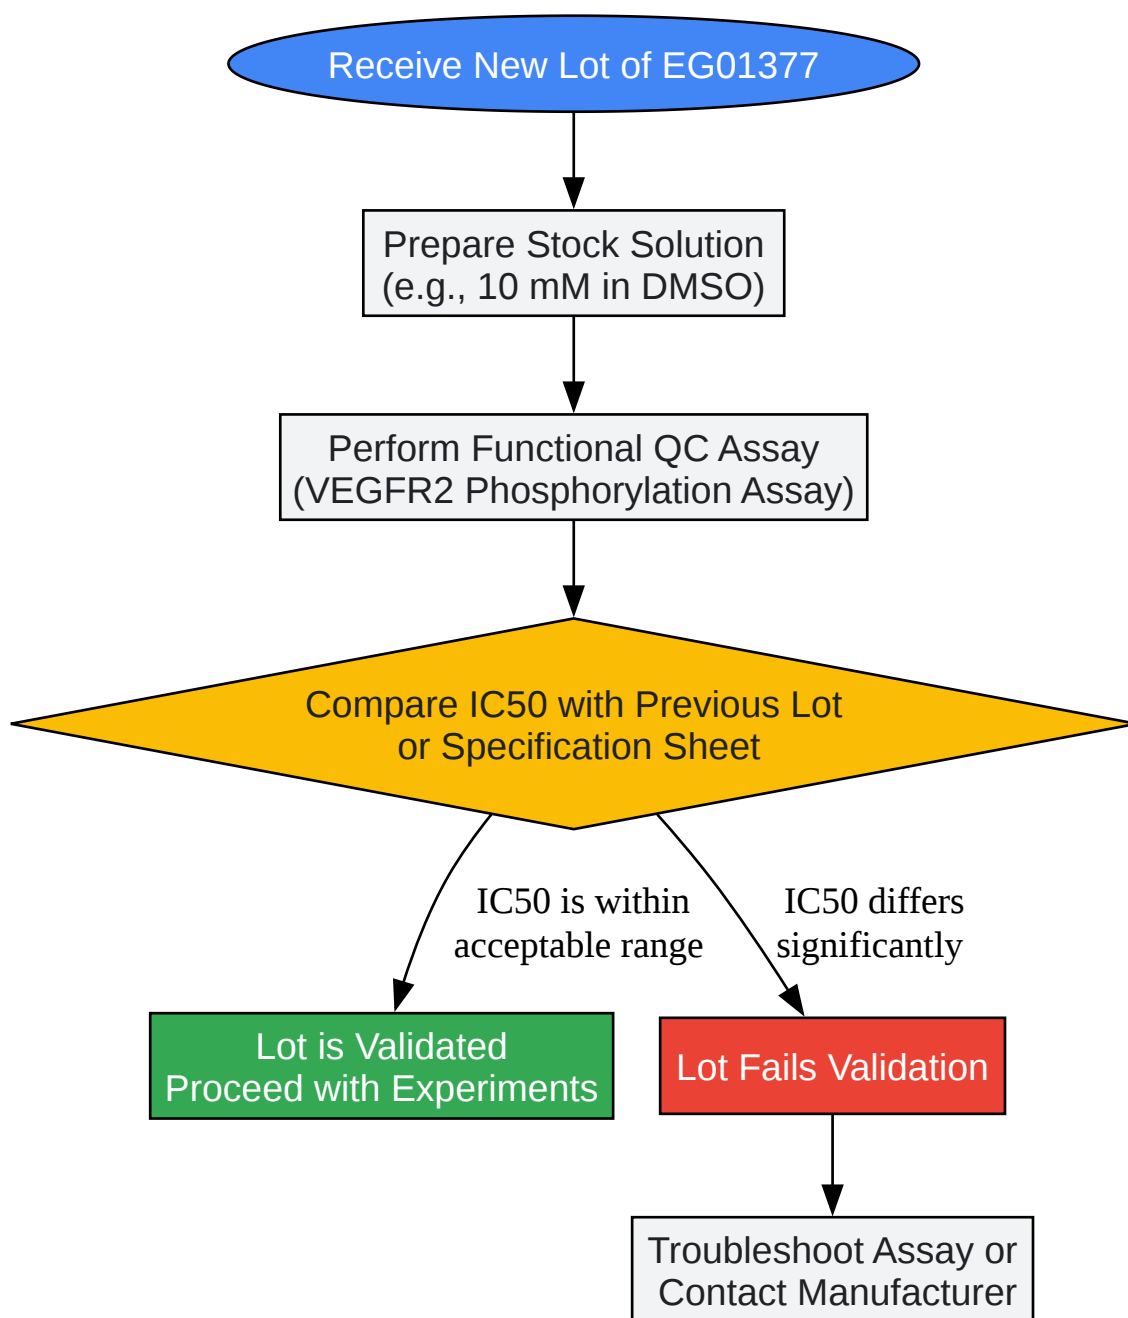 Receive New Lot of EG01377
Prepare Stock Solution
(e.g., 10 mM in DMSO)
Perform Functional QC Assay
(VEGFR2 Phosphorylation Assay)
Compare IC50 with Previous Lot
or Specification Sheet
IC50 is within
acceptable range
IC50 differs
significantly
Lot is Validated
Proceed with Experiments
Lot Fails Validation
Troubleshoot Assay or
Contact Manufacturer